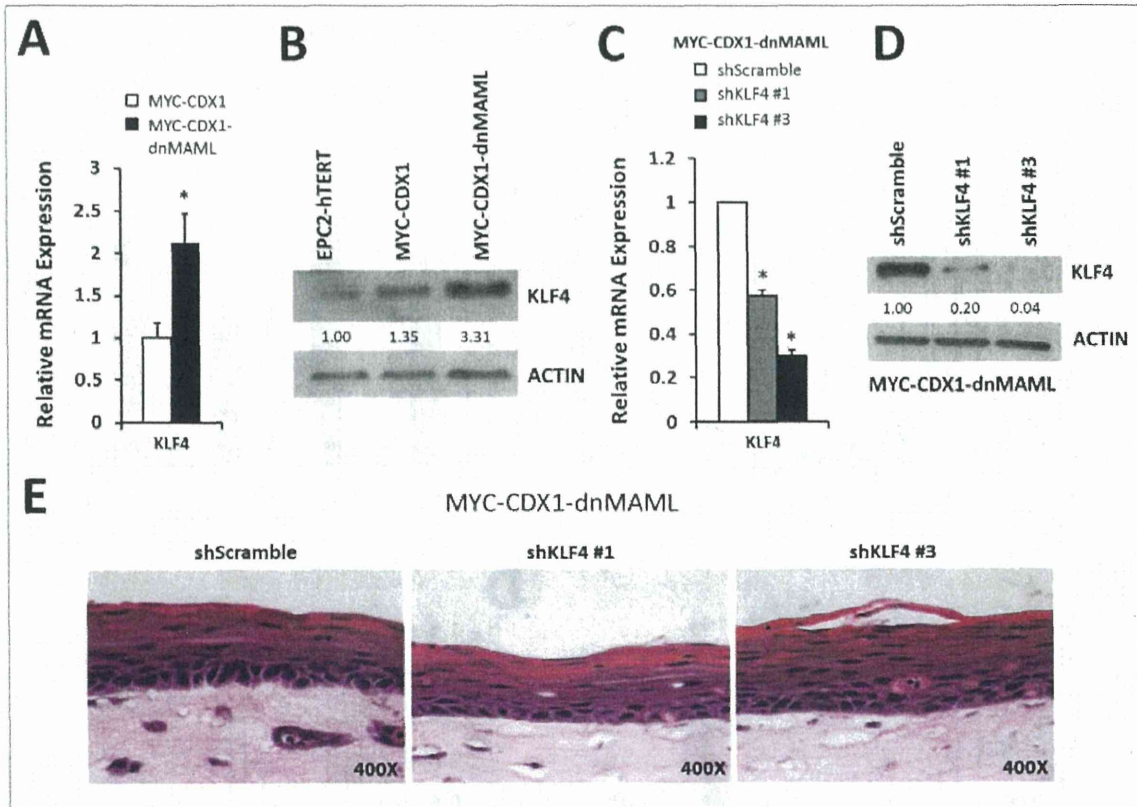 A
MYC-CDX1
MYC-CDX1-
dnMAML
Relative mRNA Expression
3
2.5
2
1.5
1
0.5
0
*
KLF4
B
EPC2-hTERT
MYC-CDX1
MYC-CDX1-dnMAML
KLF4
1.00 1.35 3.31
ACTIN
C
MYC-CDX1-dnMAML
shScramble
shKLF4 #1
shKLF4 #3
Relative mRNA Expression
1.2
1
0.8
0.6
0.4
0.2
0
*
*
KLF4
D
shScramble
shKLF4 #1
shKLF4 #3
KLF4
1.00 0.20 0.04
ACTIN
MYC-CDX1-dnMAML
E
MYC-CDX1-dnMAML
shScramble shKLF4 #1 shKLF4 #3
400X 400X 400X